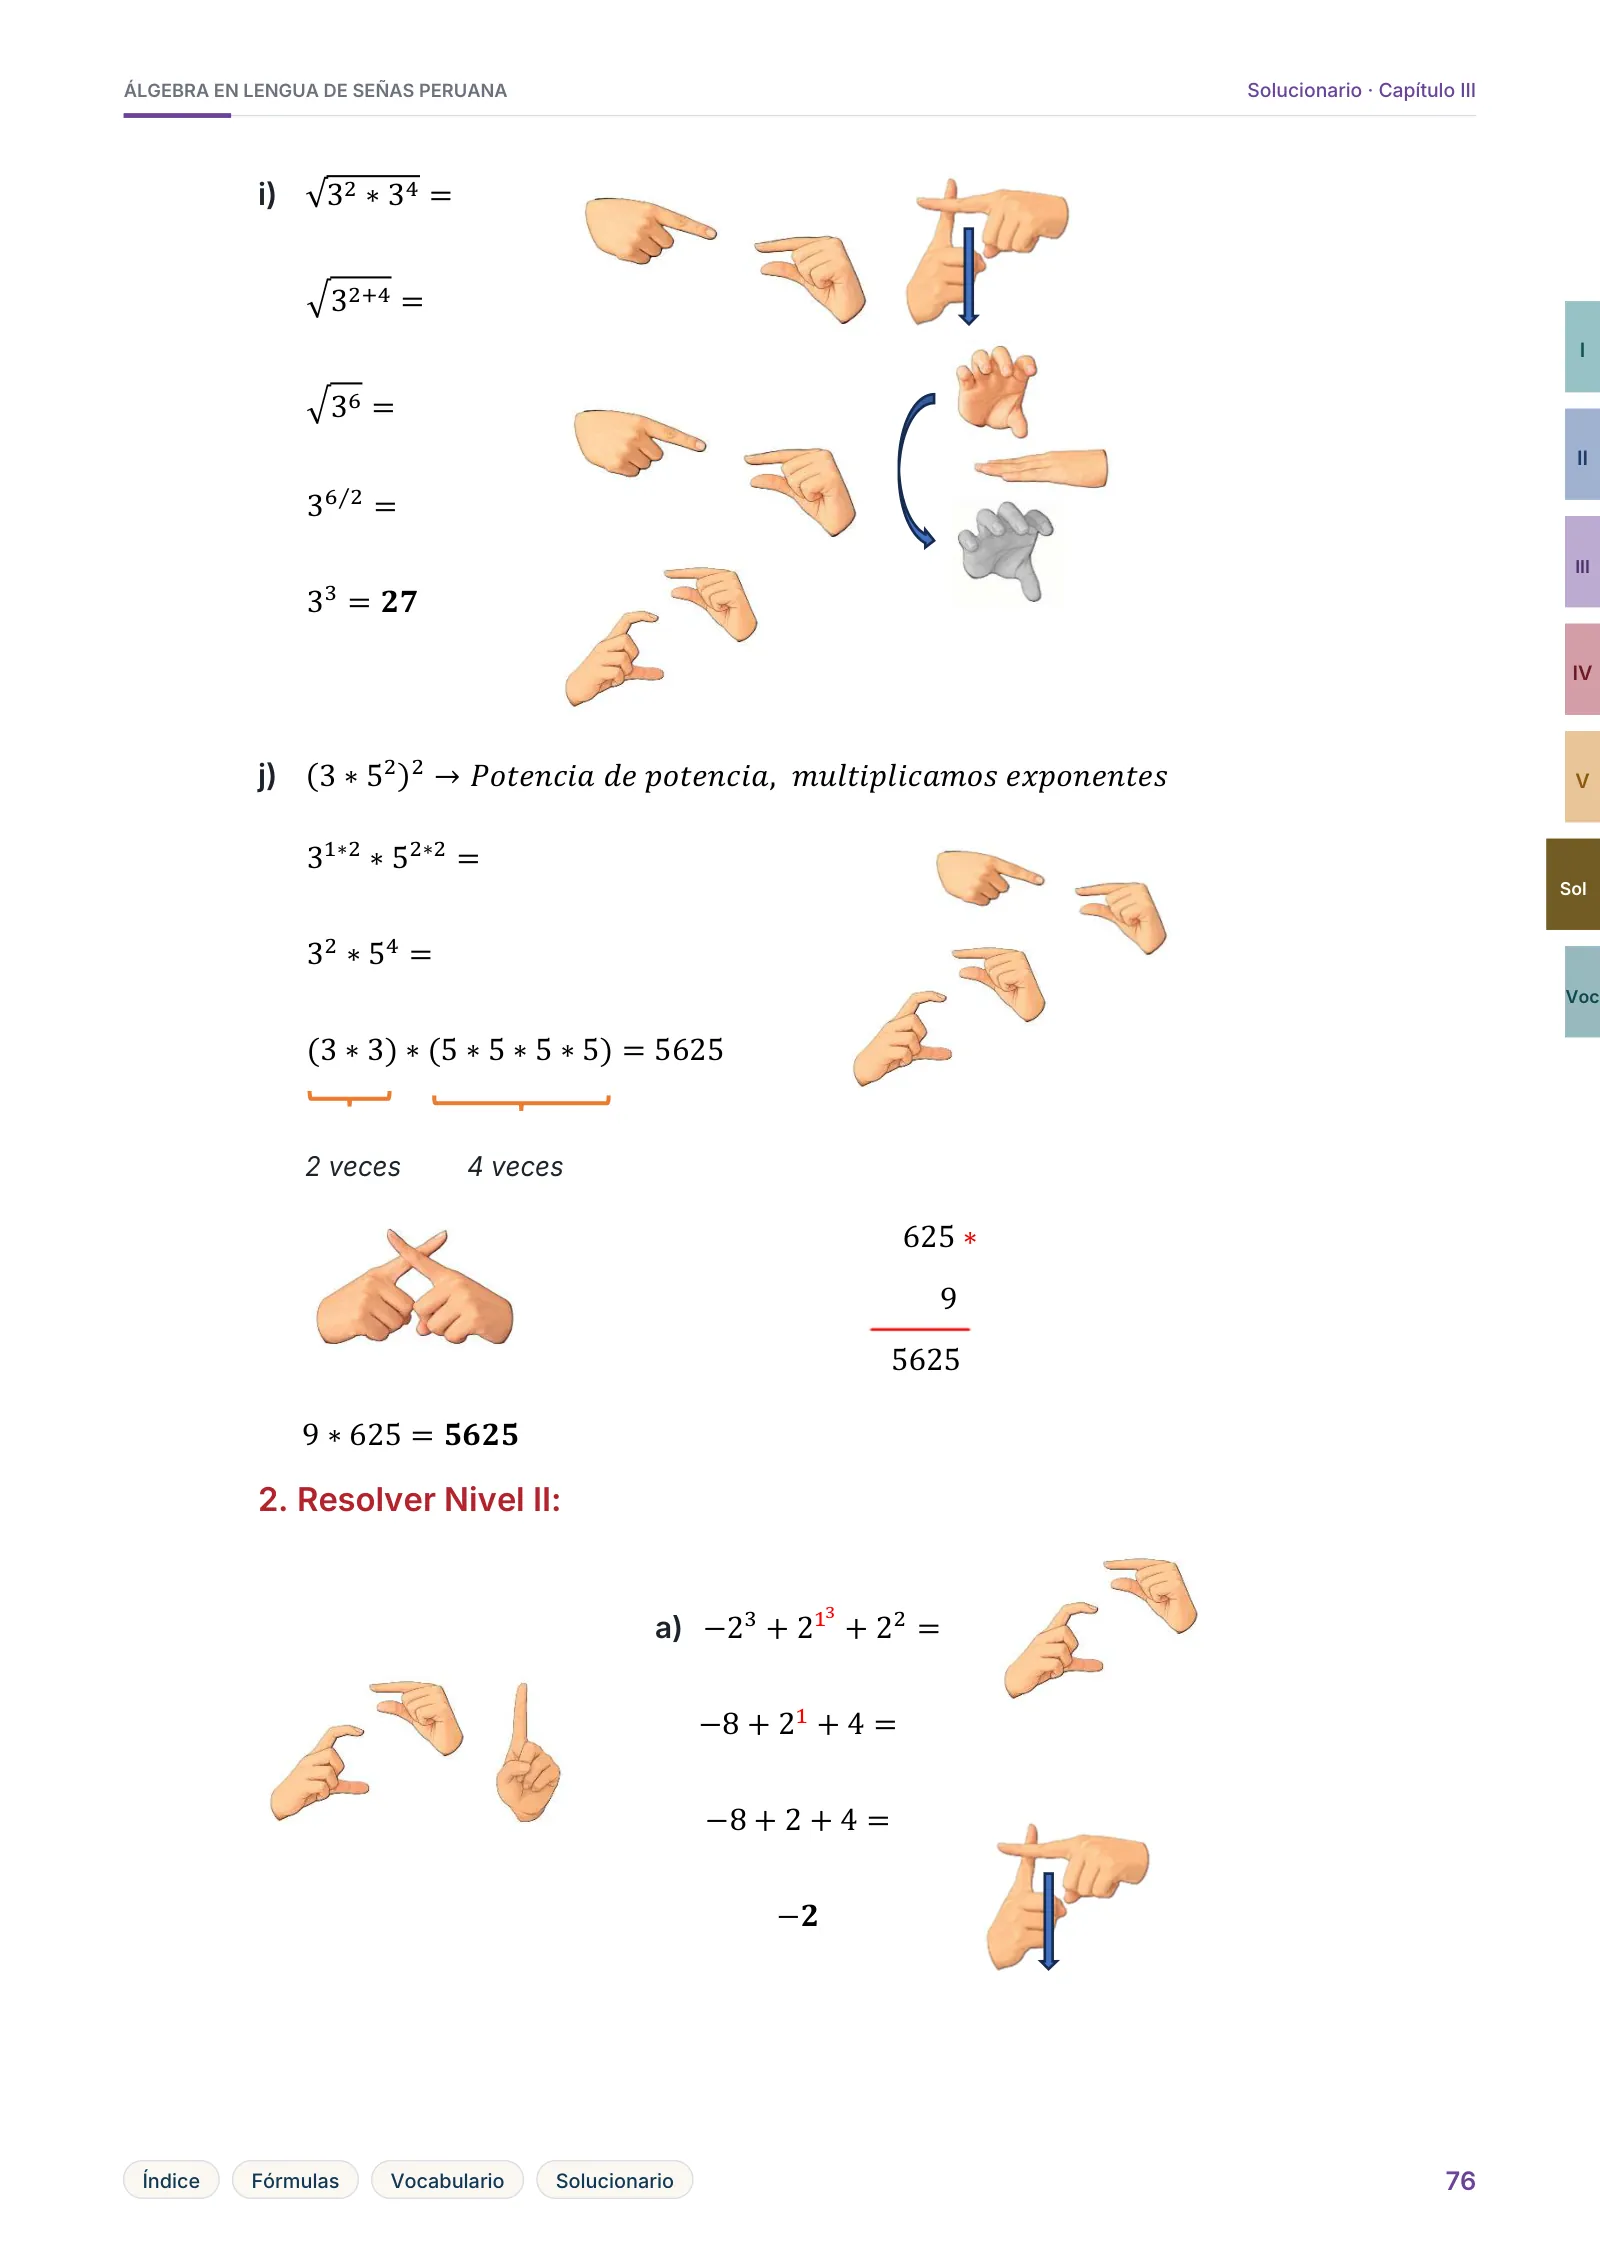 ÁLGEBRA EN LENGUA DE SEÑAS PERUANA
Solucionario · Capítulo III
i) √(3² * 3⁴) =
√(3²⁺⁴) =
√(3⁶) =
3^(6/2) =
3³ = 27
j) (3 * 5²)² → Potencia de potencia, multiplicamos exponentes
3^(1*2) * 5^(2*2) =
3² * 5⁴ =
(3 * 3) * (5 * 5 * 5 * 5) = 5625
2 veces 4 veces
625 *
9
5625
9 * 625 = 5625
2. Resolver Nivel II:
a) −2³ + 2^(1³) + 2² =
−8 + 2¹ + 4 =
−8 + 2 + 4 =
−2
I
II
III
IV
V
Sol
Voc
Índice Fórmulas Vocabulario Solucionario
76